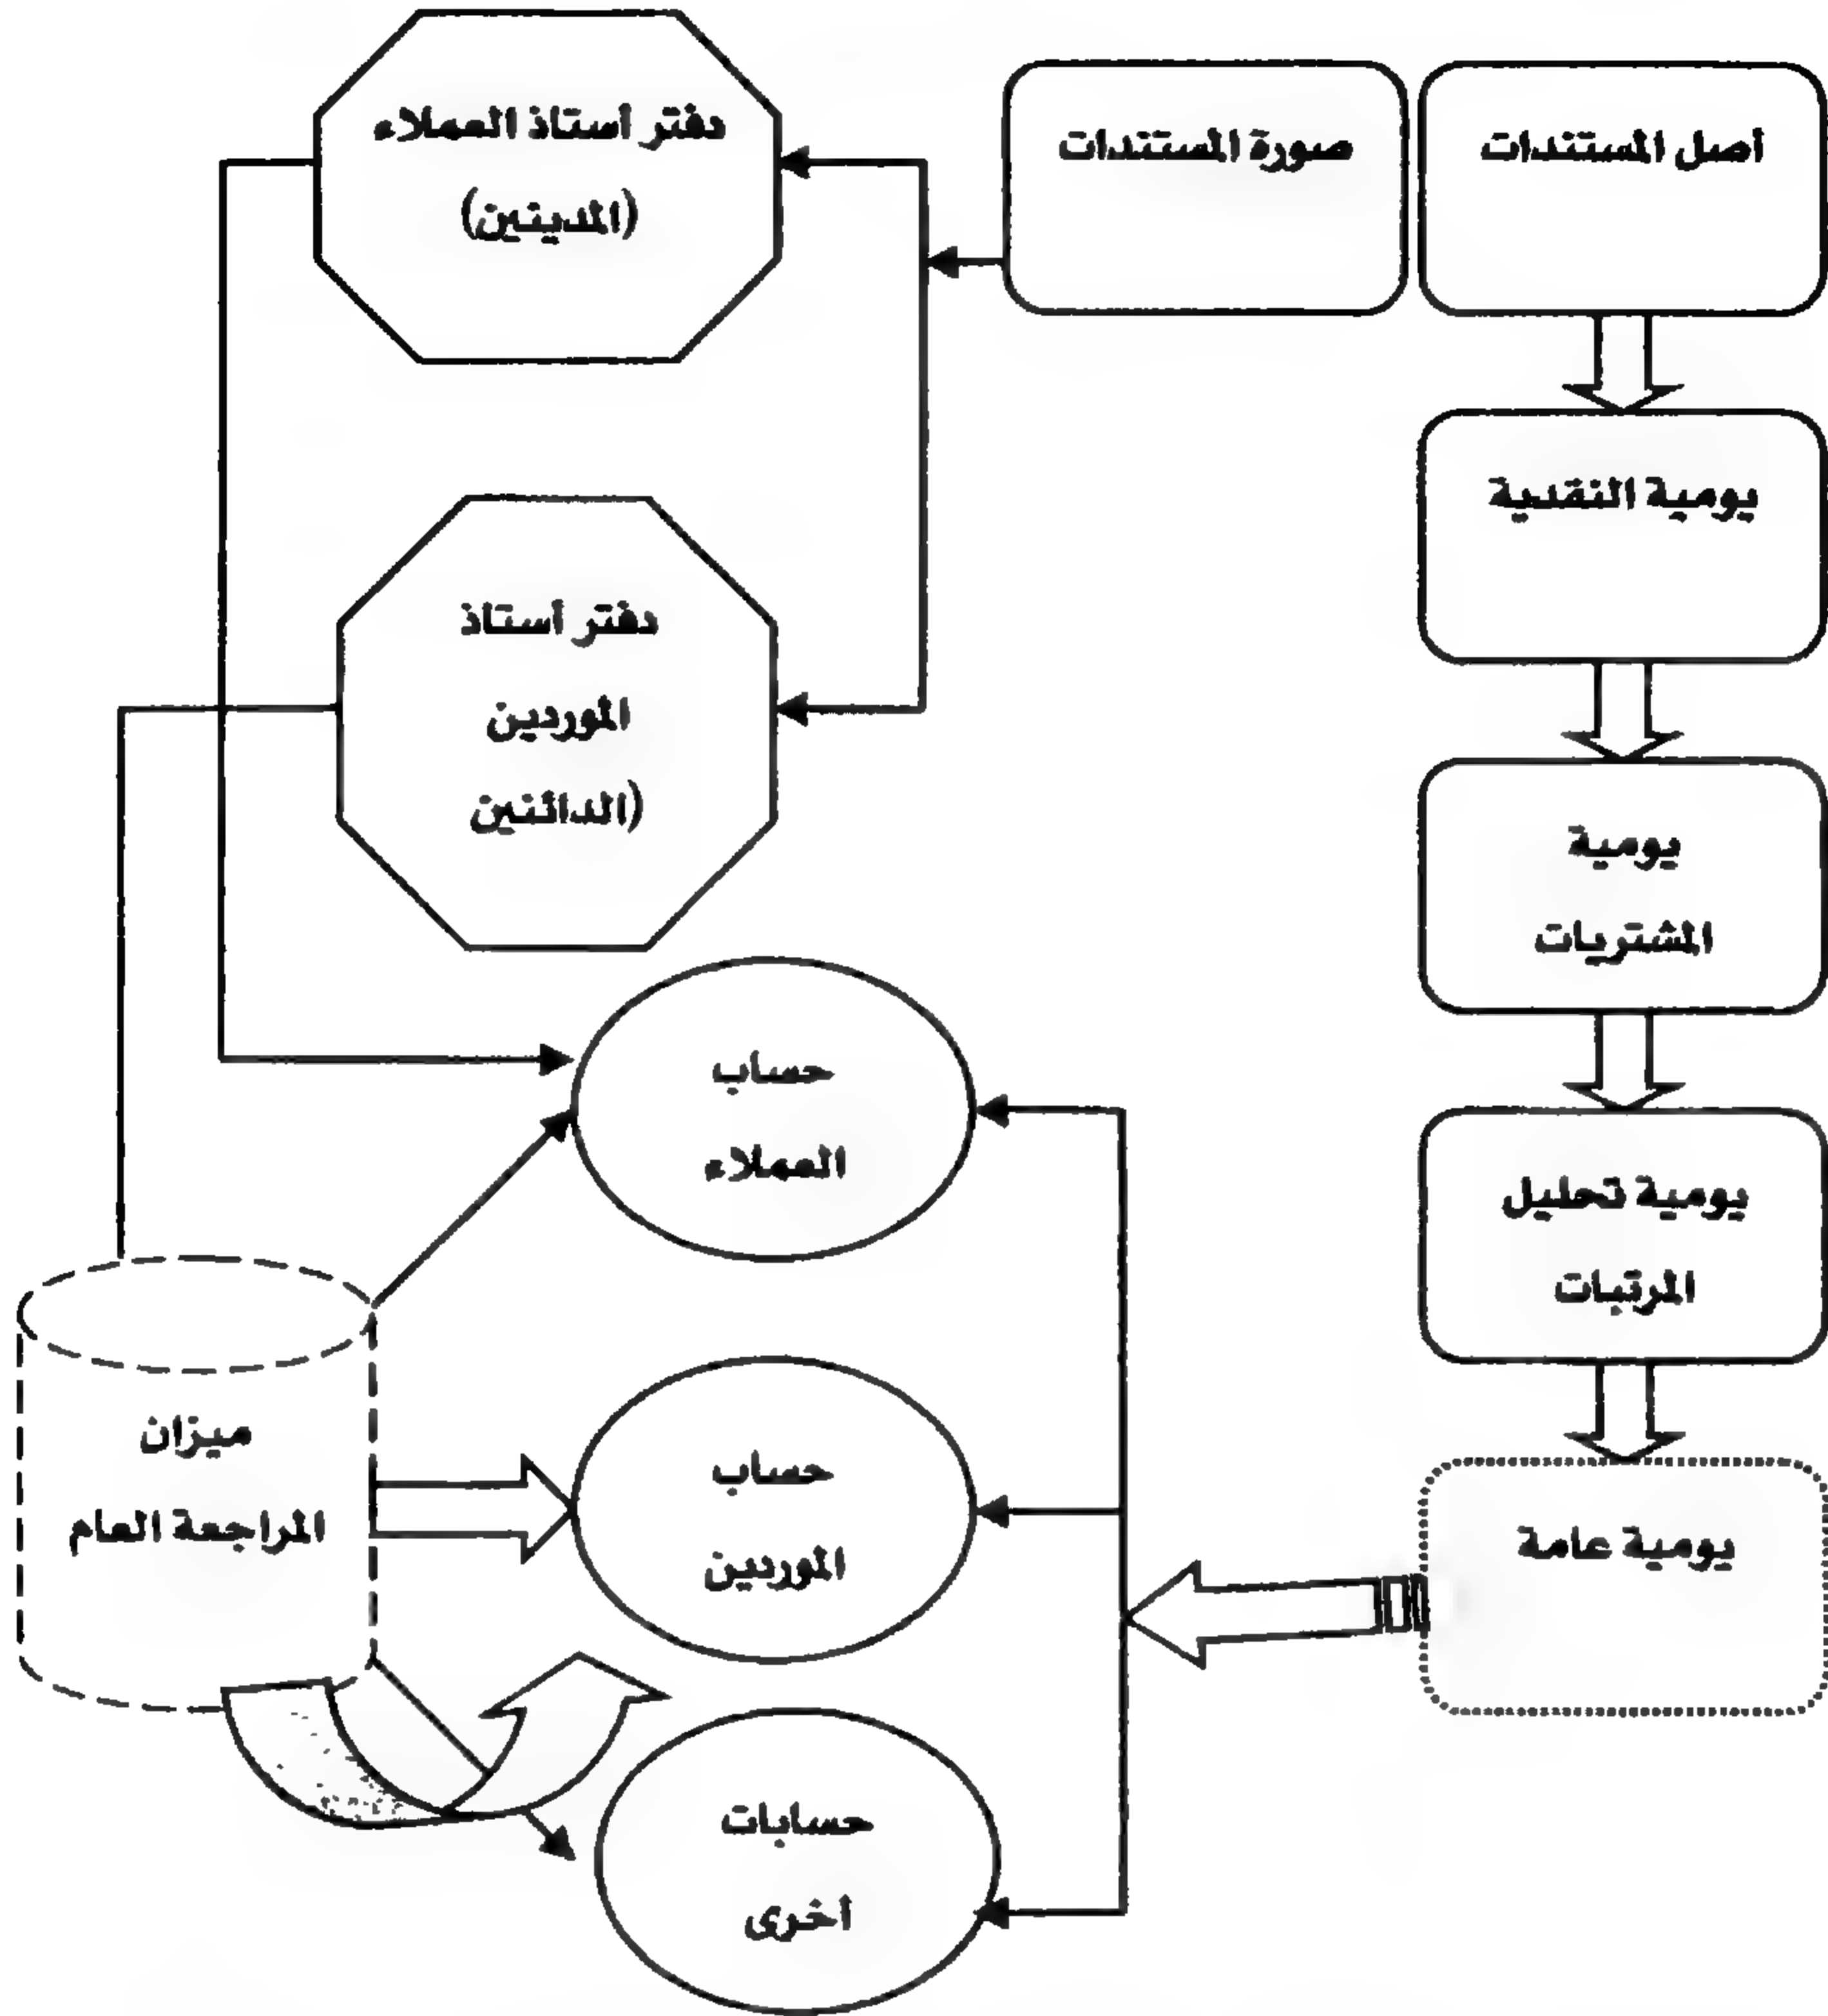 أصل المستندات
صورة المستندات
دفتر أستاذ العملاء
(المدينين)
يومية النقدية
دفتر أستاذ
الموردين
(الدائنين
يومية
المشتريات
حساب
العملاء
يومية تحليل
المرتبات
ميزان
المراجعة العام
حساب
الموردين
يومية عامة
حسابات
أخرى